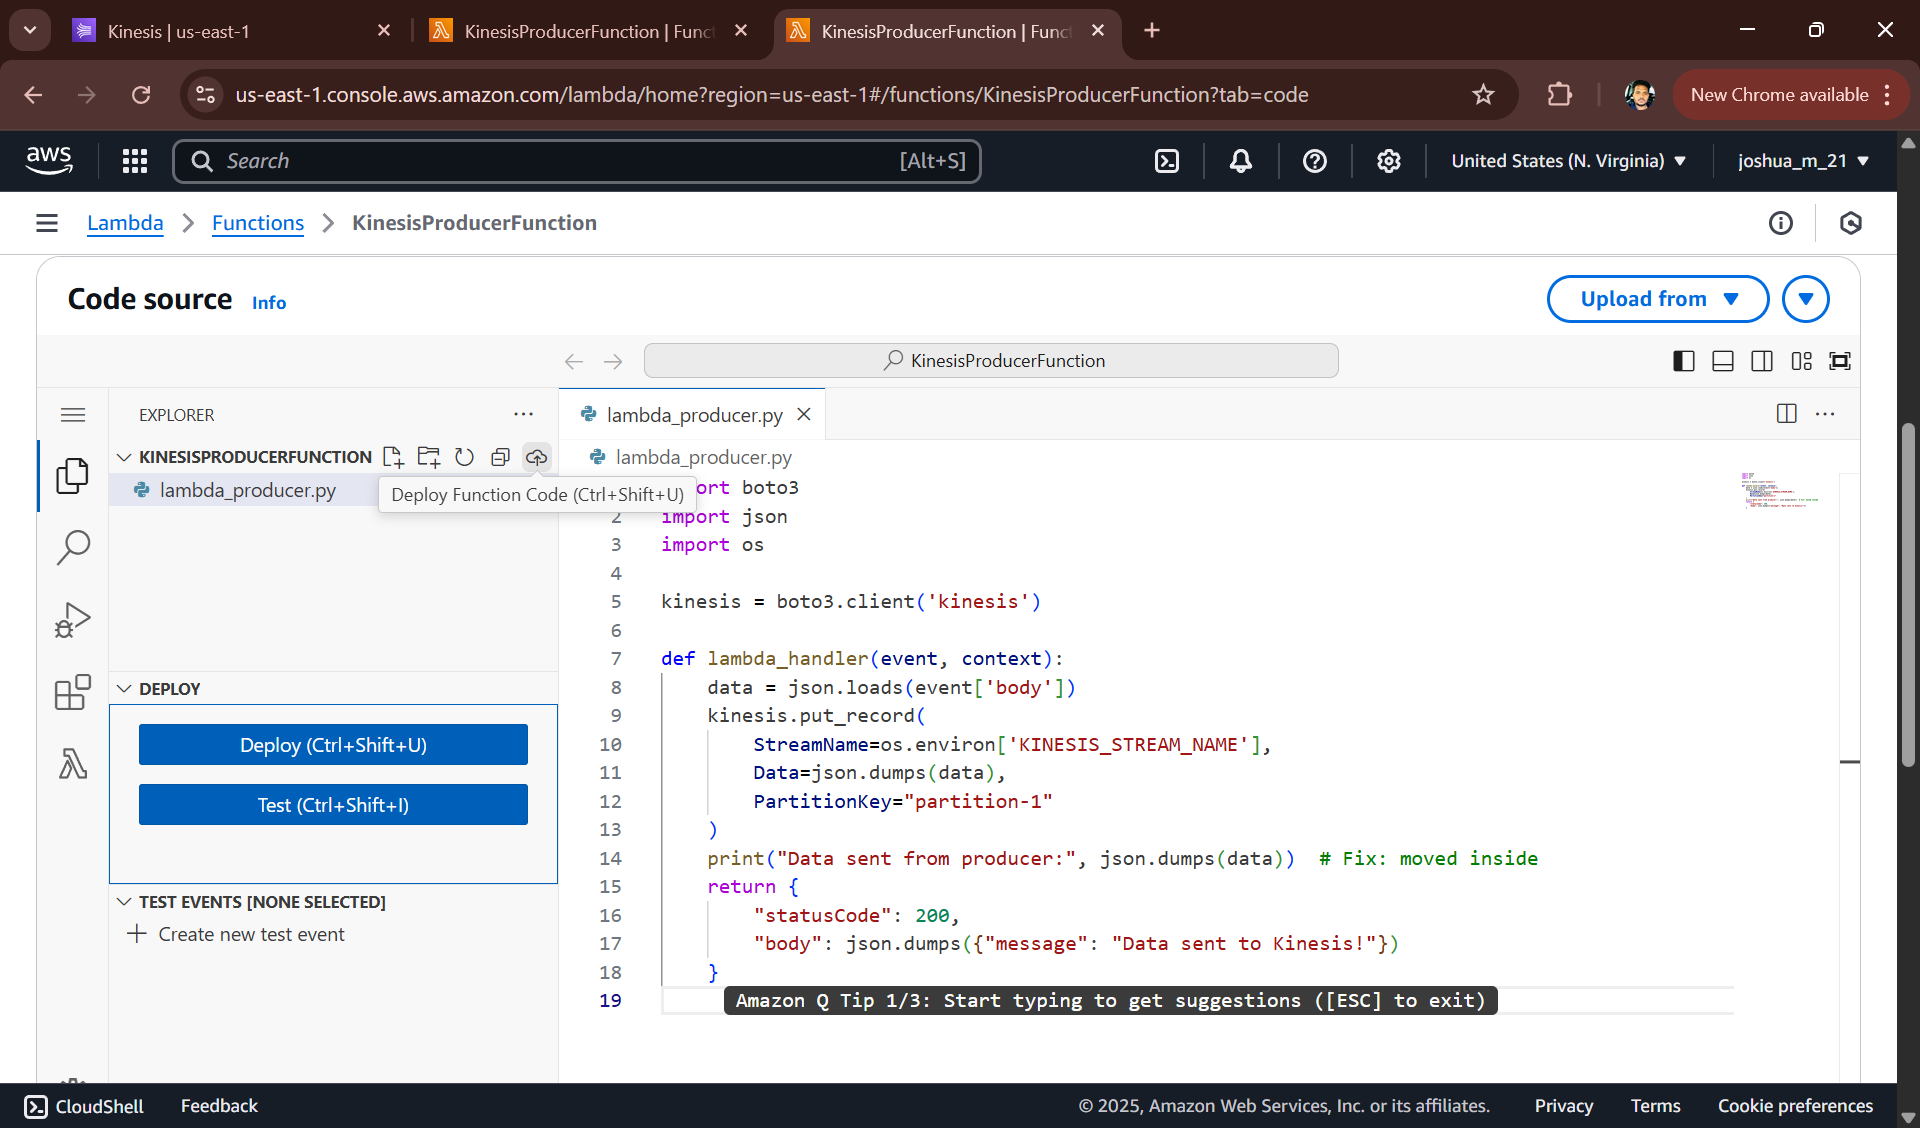 Kinesis | us-east-1
KinesisProducerFunction | Func
KinesisProducerFunction | Func
us-east-1.console.aws.amazon.com/lambda/home?region=us-east-1#/functions/KinesisProducerFunction?tab=code
New Chrome available
aws
Search
[Alt+S]
United States (N. Virginia)
joshua_m_21
Lambda
Functions
KinesisProducerFunction
Code source
Info
Upload from
KinesisProducerFunction
EXPLORER
KINESISPRODUCERFUNCTION
lambda_producer.py
Deploy Function Code (Ctrl+Shift+U)
DEPLOY
Deploy (Ctrl+Shift+U)
Test (Ctrl+Shift+I)
TEST EVENTS [NONE SELECTED]
Create new test event
lambda_producer.py
lambda_producer.py
ort boto3
2 import json
3 import os
4
5 kinesis = boto3.client('kinesis')
6
7 def lambda_handler(event, context):
8 data = json.loads(event['body'])
9 kinesis.put_record(
10 StreamName=os.environ['KINESIS_STREAM_NAME'],
11 Data=json.dumps(data),
12 PartitionKey="partition-1"
13 )
14 print("Data sent from producer:", json.dumps(data)) # Fix: moved inside
15 return {
16 "statusCode": 200,
17 "body": json.dumps({"message": "Data sent to Kinesis!"})
18 }
19 Amazon Q Tip 1/3: Start typing to get suggestions ([ESC] to exit)
CloudShell
Feedback
© 2025, Amazon Web Services, Inc. or its affiliates.
Privacy
Terms
Cookie preferences